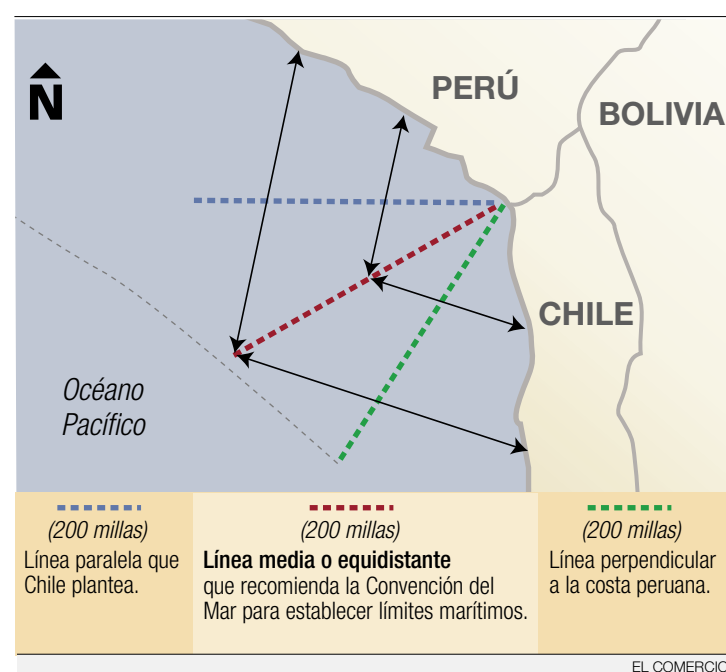 N
PERÚ
BOLIVIA
CHILE
Océano
Pacífico
(200 millas)
Línea paralela que
Chile plantea.
(200 millas)
Línea media o equidistante
que recomienda la Convención del
Mar para establecer límites marítimos.
(200 millas)
Línea perpendicular
a la costa peruana.
EL COMERCIO